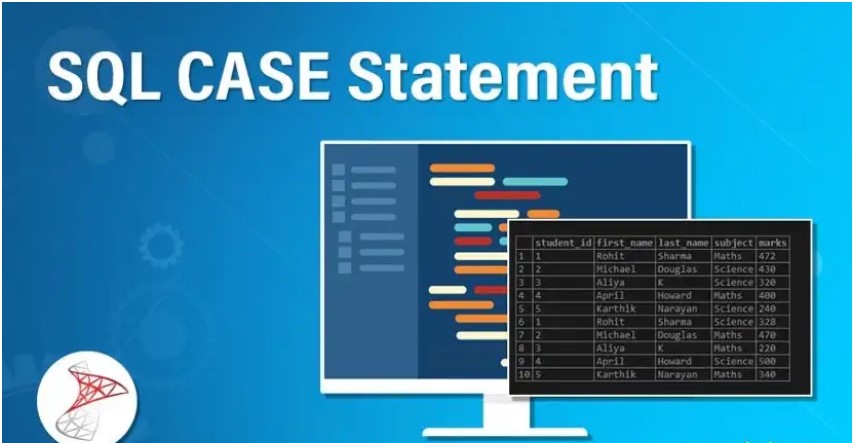 SQL CASE Statement
student_id first_name last_name subject marks
1 1 Rohit Sharma Maths 472
2 2 Michael Douglas Science 430
3 3 Aliya K Science 320
4 4 April Howard Maths 400
5 5 Karthik Narayan Science 240
6 1 Rohit Sharma Science 328
7 2 Michael Douglas Maths 470
8 3 Aliya K Maths 220
9 4 April Howard Science 500
10 5 Karthik Narayan Maths 340